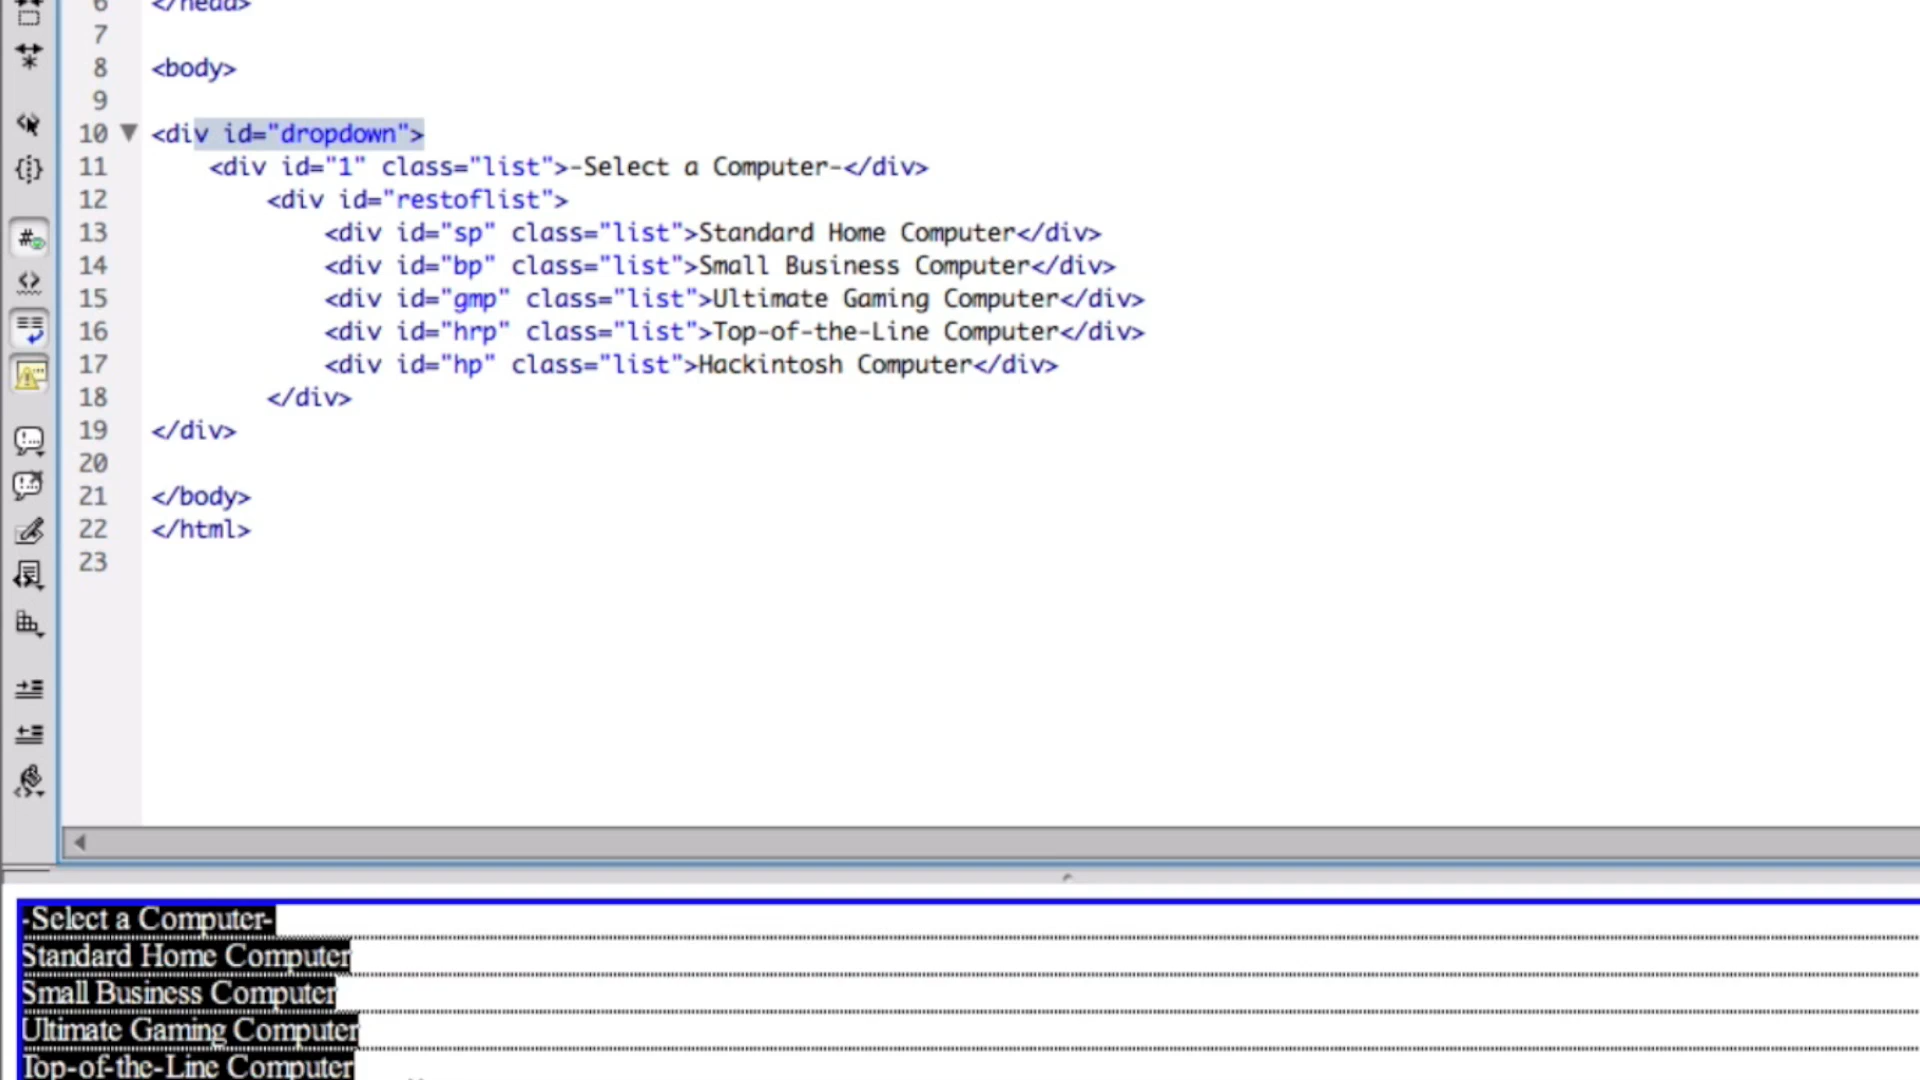 6 </head>
7
8 <body>
9
10 <div id="dropdown">
11 <div id="1" class="list">-Select a Computer-</div>
12 <div id="restoflist">
13 <div id="sp" class="list">Standard Home Computer</div>
14 <div id="bp" class="list">Small Business Computer</div>
15 <div id="gmp" class="list">Ultimate Gaming Computer</div>
16 <div id="hrp" class="list">Top-of-the-Line Computer</div>
17 <div id="hp" class="list">Hackintosh Computer</div>
18 </div>
19 </div>
20
21 </body>
22 </html>
23
-Select a Computer-
Standard Home Computer
Small Business Computer
Ultimate Gaming Computer
Top-of-the-Line Computer